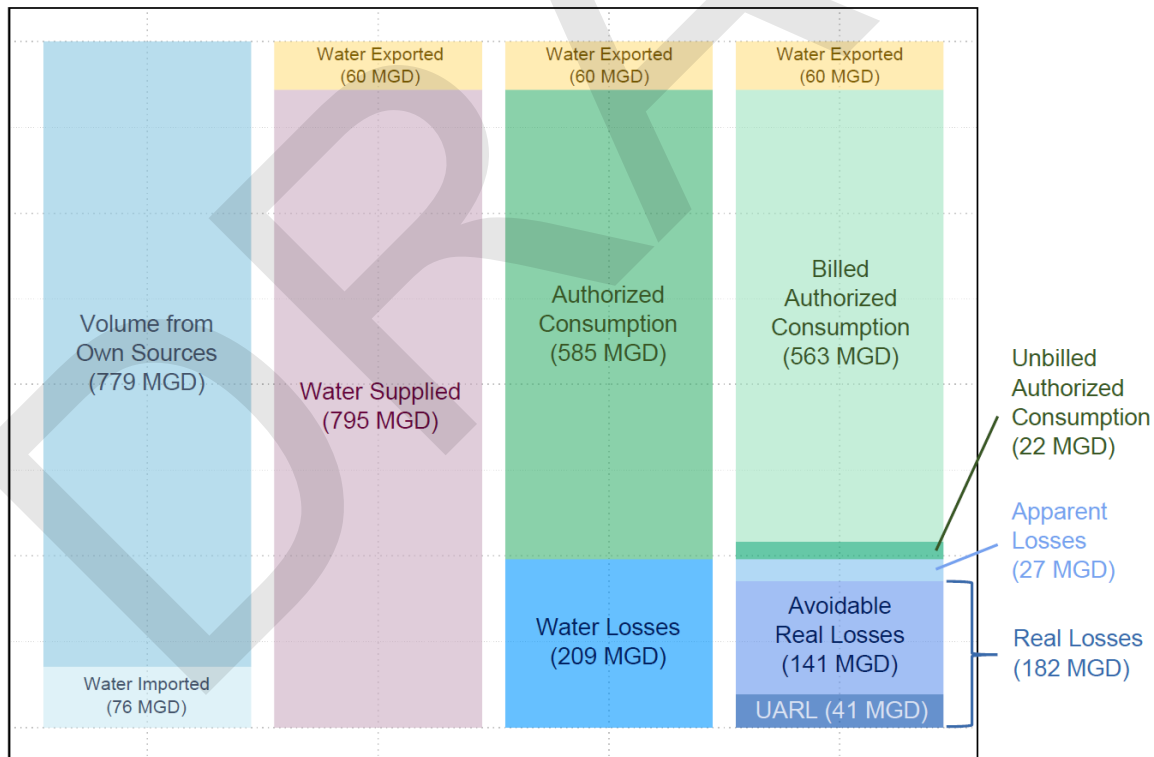 Volume from
Own Sources
(779 MGD)
Water Imported
(76 MGD)
Water Exported
(60 MGD)
Water Supplied
(795 MGD)
Water Exported
(60 MGD)
Authorized
Consumption
(585 MGD)
Water Losses
(209 MGD)
Water Exported
(60 MGD)
Billed
Authorized
Consumption
(563 MGD)
Avoidable
Real Losses
(141 MGD)
UARL (41 MGD)
Unbilled
Authorized
Consumption
(22 MGD)
Apparent
Losses
(27 MGD)
Real Losses
(182 MGD)